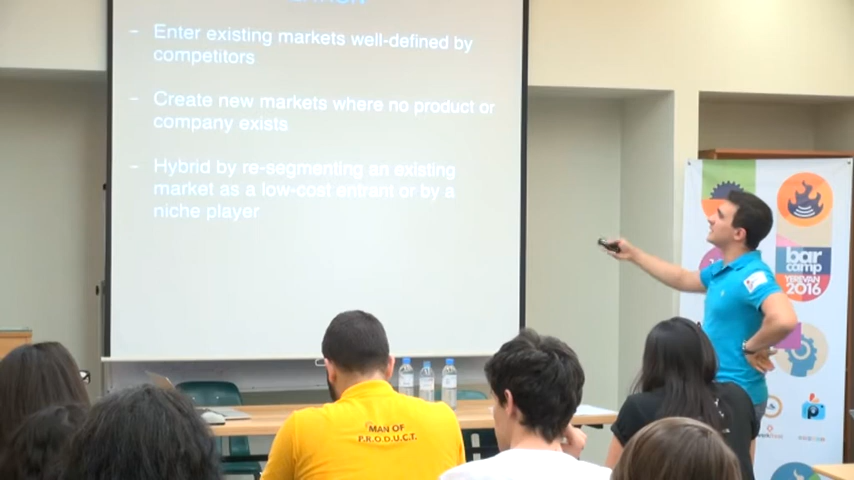 – Enter existing markets well-defined by
competitors
– Create new markets where no product or
company exists
– Hybrid by re-segmenting an existing
market as a low-cost entrant or by a
niche player
bar
camp
YEREVAN
2016
MAN OF
P.R.O.D.U.C.T.